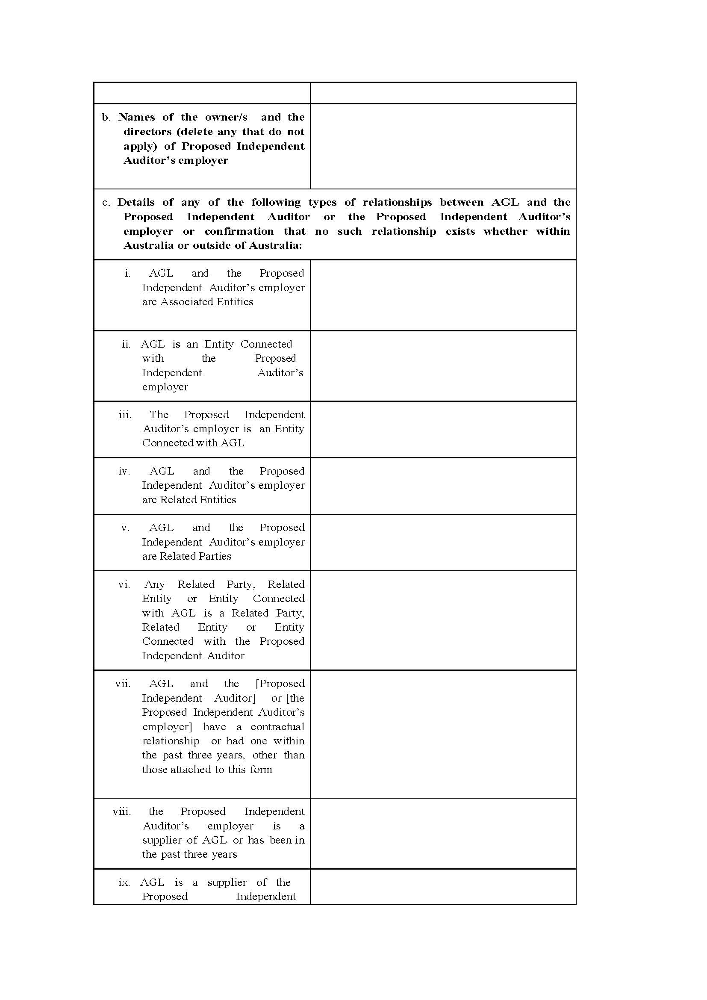 b. Names of the owner/s and the
directors (delete any that do not
apply) of Proposed Independent
Auditor’s employer
c. Details of any of the following types of relationships between AGL and the
Proposed Independent Auditor or the Proposed Independent Auditor’s
employer or confirmation that no such relationship exists whether within
Australia or outside of Australia:
i. AGL and the Proposed
Independent Auditor’s employer
are Associated Entities
ii. AGL is an Entity Connected
with the Proposed
Independent Auditor’s
employer
iii. The Proposed Independent
Auditor’s employer is an Entity
Connected with AGL
iv. AGL and the Proposed
Independent Auditor’s employer
are Related Entities
v. AGL and the Proposed
Independent Auditor’s employer
are Related Parties
vi. Any Related Party, Related
Entity or Entity Connected
with AGL is a Related Party,
Related Entity or Entity
Connected with the Proposed
Independent Auditor
vii. AGL and the [Proposed
Independent Auditor] or [the
Proposed Independent Auditor’s
employer] have a contractual
relationship or had one within
the past three years, other than
those attached to this form
viii. the Proposed Independent
Auditor’s employer is a
supplier of AGL or has been in
the past three years
ix. AGL is a supplier of the
Proposed Independent